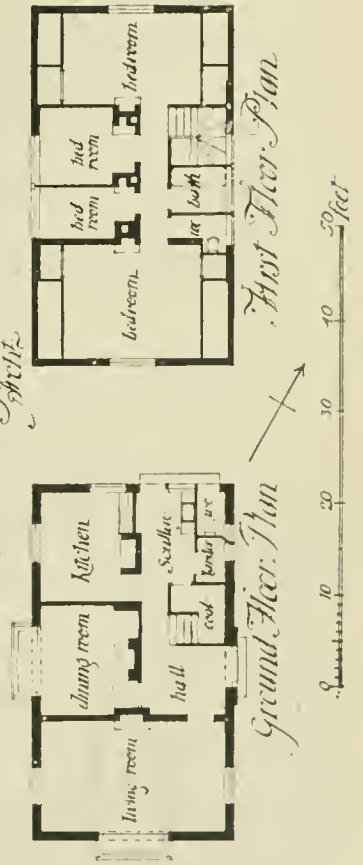 Archt
bedroom
bed
room
bed
room
bedroom
bath
wc
First Floor Plan
Kitchen
dining room
living room
hall
coal
larder
wc
Ground Floor Plan
0 10 20 30 40 50 feet